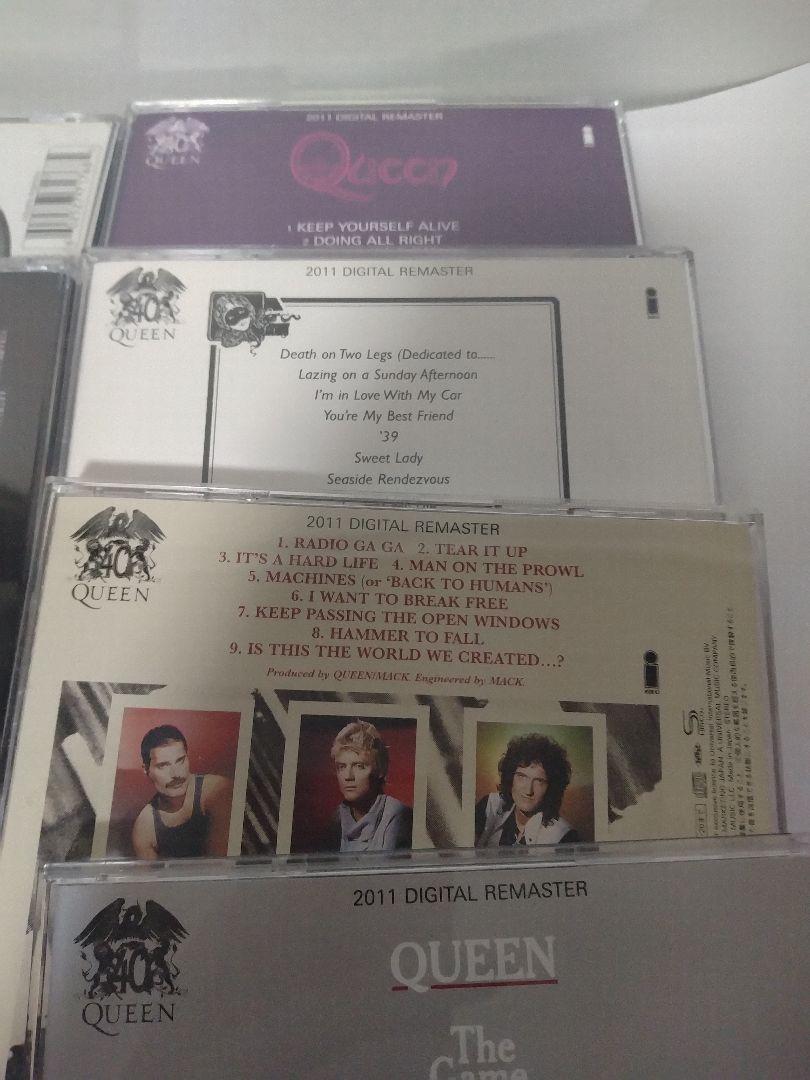 2011 DIGITAL REMASTER
40
QUEEN
Queen
1 KEEP YOURSELF ALIVE
2 DOING ALL RIGHT
2011 DIGITAL REMASTER
40
QUEEN
Death on Two Legs (Dedicated to......
Lazing on a Sunday Afternoon
I'm in Love With My Car
You're My Best Friend
'39
Sweet Lady
Seaside Rendezvous
2011 DIGITAL REMASTER
40
QUEEN
1. RADIO GA GA 2. TEAR IT UP
3. IT'S A HARD LIFE 4. MAN ON THE PROWL
5. MACHINES (or 'BACK TO HUMANS')
6. I WANT TO BREAK FREE
7. KEEP PASSING THE OPEN WINDOWS
8. HAMMER TO FALL
9. IS THIS THE WORLD WE CREATED...?
Produced by QUEEN/MACK. Engineered by MACK.
2011 DIGITAL REMASTER
40
QUEEN
QUEEN
The
Game